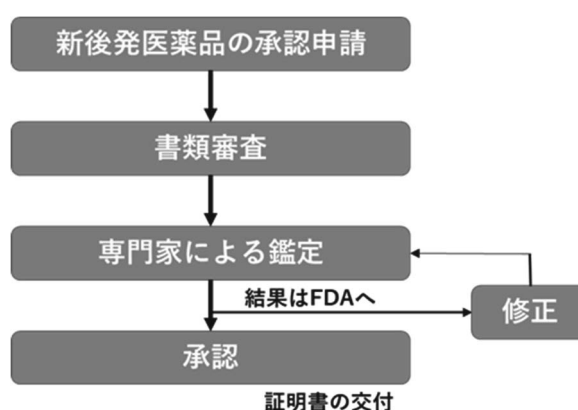 新後発医薬品の承認申請
書類審査
専門家による鑑定
結果はFDAへ
修正
承認
証明書の交付